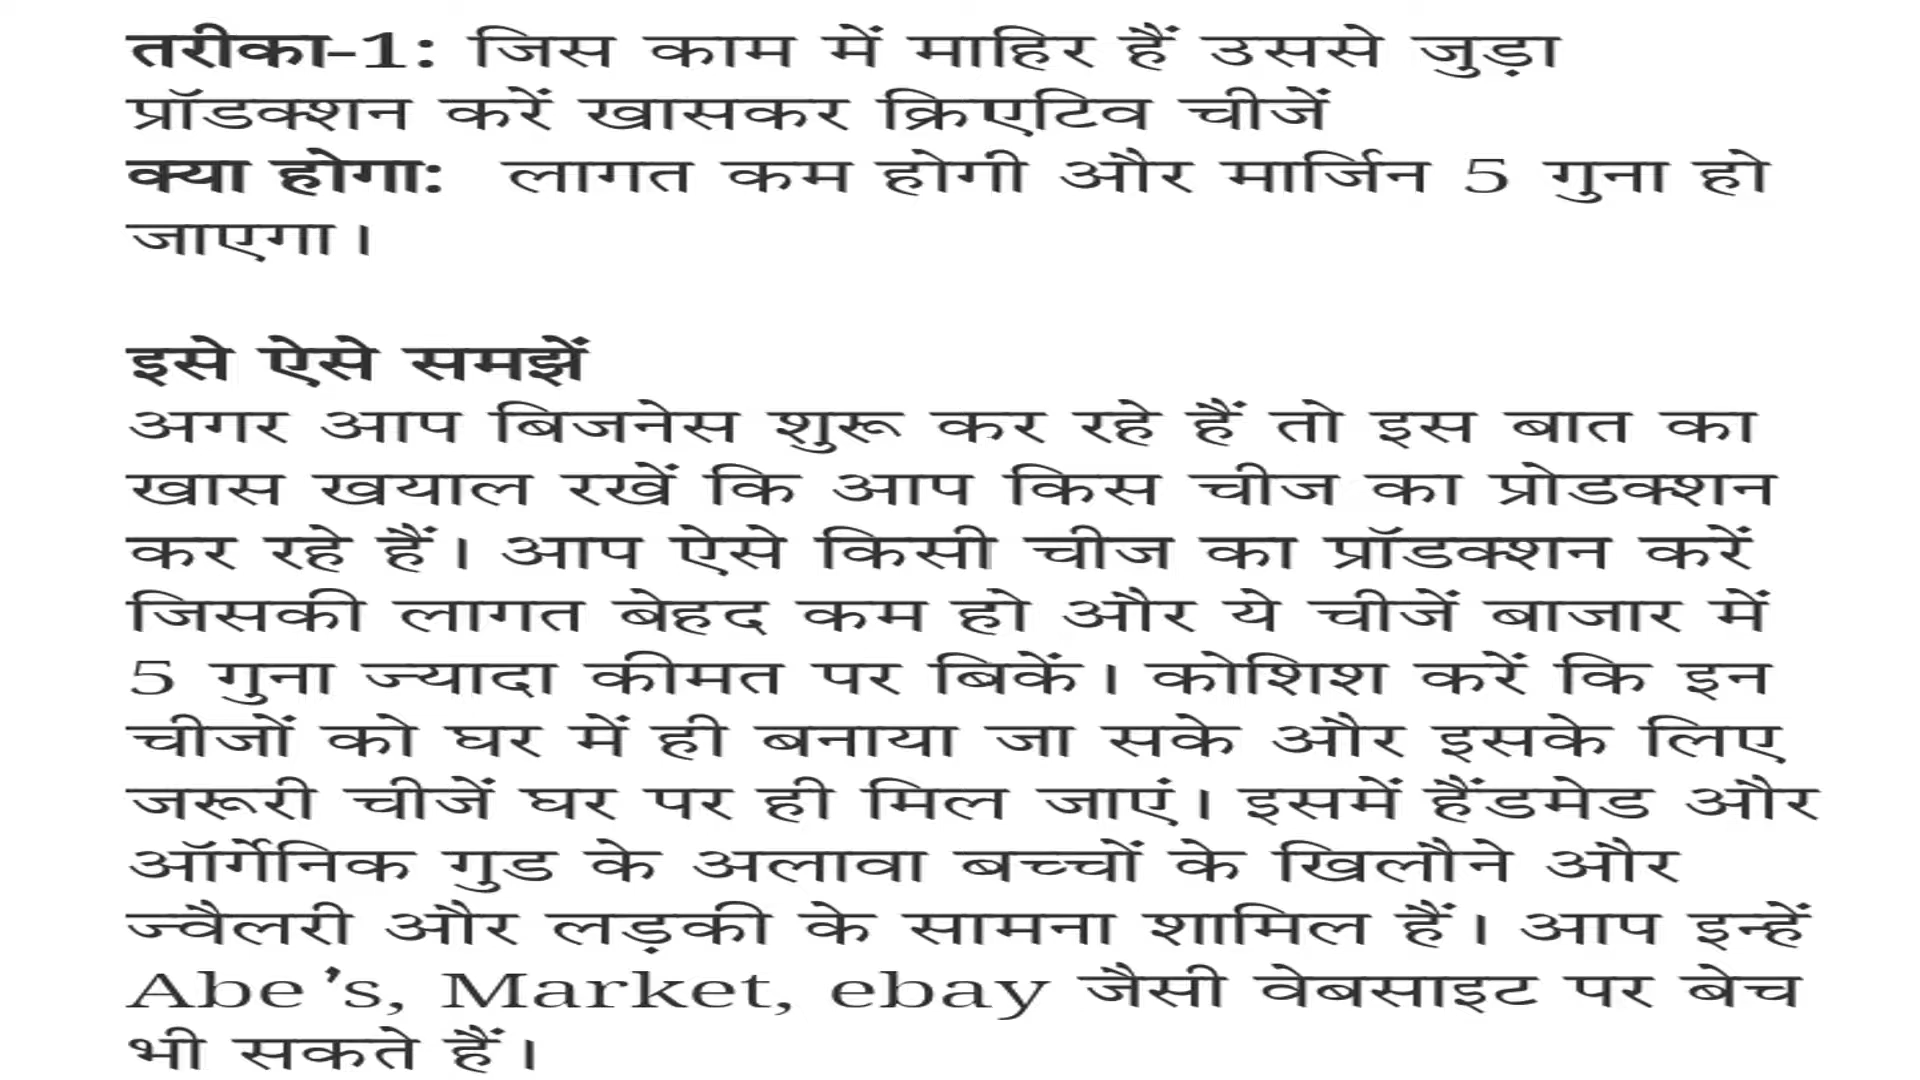 तरीका-1: जिस काम में माहिर हैं उससे जुड़ा
प्रॉडक्शन करें खासकर क्रिएटिव चीजें
क्या होगा: लागत कम होगी और मार्जिन 5 गुना हो
जाएगा।
इसे ऐसे समझें
अगर आप बिजनेस शुरू कर रहे हैं तो इस बात का
खास खयाल रखें कि आप किस चीज का प्रोडक्शन
कर रहे हैं। आप ऐसे किसी चीज का प्रॉडक्शन करें
जिसकी लागत बेहद कम हो और ये चीजें बाजार में
5 गुना ज्यादा कीमत पर बिकें। कोशिश करें कि इन
चीजों को घर में ही बनाया जा सके और इसके लिए
जरूरी चीजें घर पर ही मिल जाएं। इसमें हैंडमेड और
ऑर्गेनिक गुड के अलावा बच्चों के खिलौने और
ज्वैलरी और लड़की के सामना शामिल हैं। आप इन्हें
Abe's, Market, ebay जैसी वेबसाइट पर बेच
भी सकते हैं।